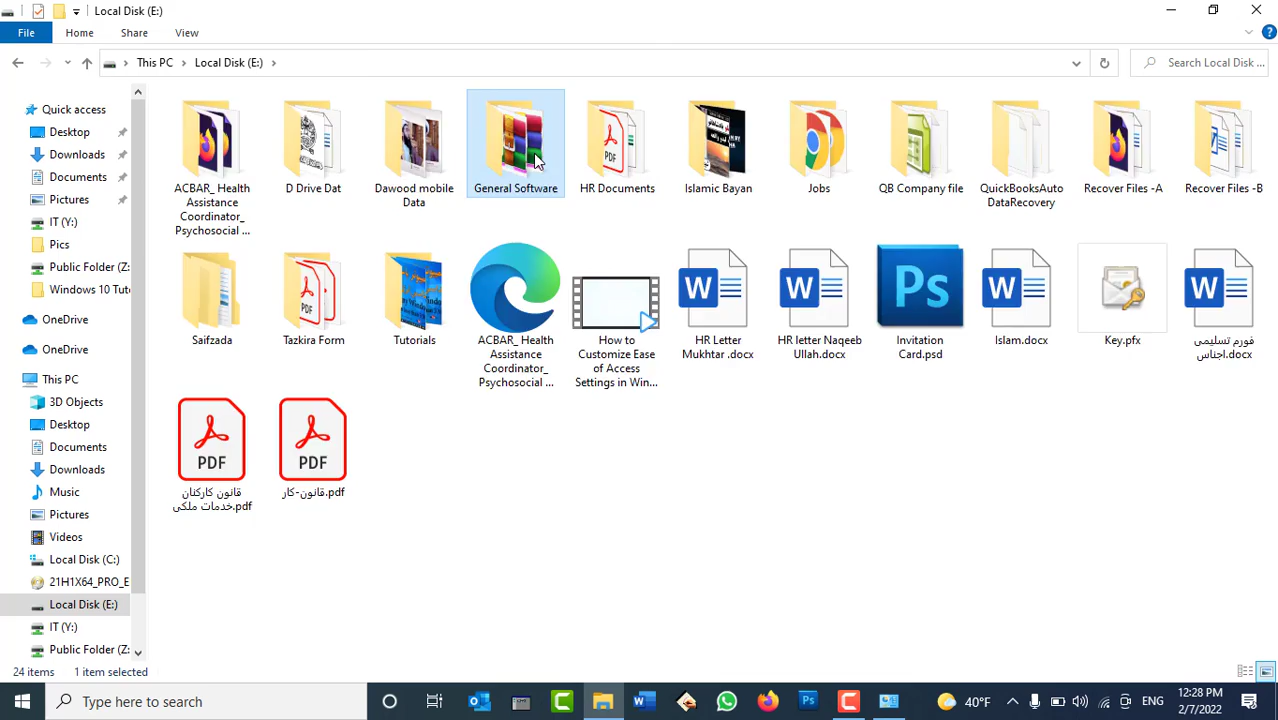 Local Disk (E:)
File
Home
Share
View
This PC
Local Disk (E:)
Search Local Disk ...
Quick access
Desktop
Downloads
Documents
Pictures
IT (Y:)
Pics
Public Folder (Z:
Windows 10 Tuto
OneDrive
OneDrive
This PC
3D Objects
Desktop
Documents
Downloads
Music
Pictures
Videos
Local Disk (C:)
21H1X64_PRO_E
Local Disk (E:)
IT (Y:)
Public Folder (Z:
ACBAR_ Health
Assistance
Coordinator_
Psychosocial ...
D Drive Dat
Dawood mobile
Data
General Software
HR Documents
PDF
Islamic Bayan
Jobs
QB Company file
QuickBooksAuto
DataRecovery
Recover Files -A
Recover Files -B
Saifzada
Tazkira Form
Tutorials
ACBAR_ Health
Assistance
Coordinator_
Psychosocial ...
How to
Customize Ease
of Access
Settings in Win...
W
HR Letter
Mukhtar .docx
W
HR letter Naqeeb
Ullah.docx
Ps
Invitation
Card.psd
W
Islam.docx
Key.pfx
W
فورم تسلیمی
اجناس.docx
PDF
قانون کارکنان
خدمات ملکی.pdf
PDF
قانون-کار.pdf
24 items
1 item selected
Type here to search
40°F
ENG
12:28 PM
2/7/2022